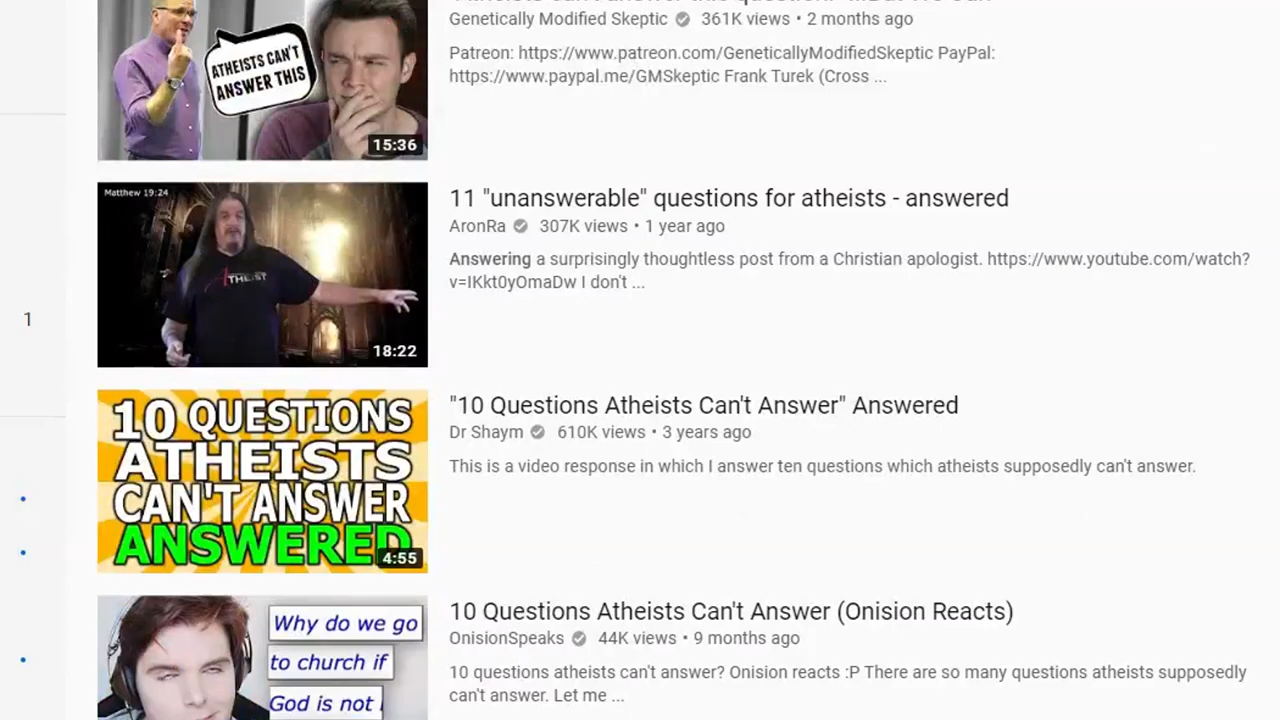 Genetically Modified Skeptic 361K views • 2 months ago
Patreon: https://www.patreon.com/GeneticallyModifiedSkeptic PayPal:
https://www.paypal.me/GMSkeptic Frank Turek (Cross ...
ATHEISTS CAN'T
ANSWER THIS
15:36
Matthew 19:24
ATHEIST
18:22
11 "unanswerable" questions for atheists - answered
AronRa 307K views • 1 year ago
Answering a surprisingly thoughtless post from a Christian apologist. https://www.youtube.com/watch?
v=IKkt0yOmaDw I don't ...
1
10 QUESTIONS
ATHEISTS
CAN'T ANSWER
ANSWERED
4:55
"10 Questions Atheists Can't Answer" Answered
Dr Shaym 610K views • 3 years ago
This is a video response in which I answer ten questions which atheists supposedly can't answer.
Why do we go
to church if
God is not
10 Questions Atheists Can't Answer (Onision Reacts)
OnisionSpeaks 44K views • 9 months ago
10 questions atheists can't answer? Onision reacts :P There are so many questions atheists supposedly
can't answer. Let me ...